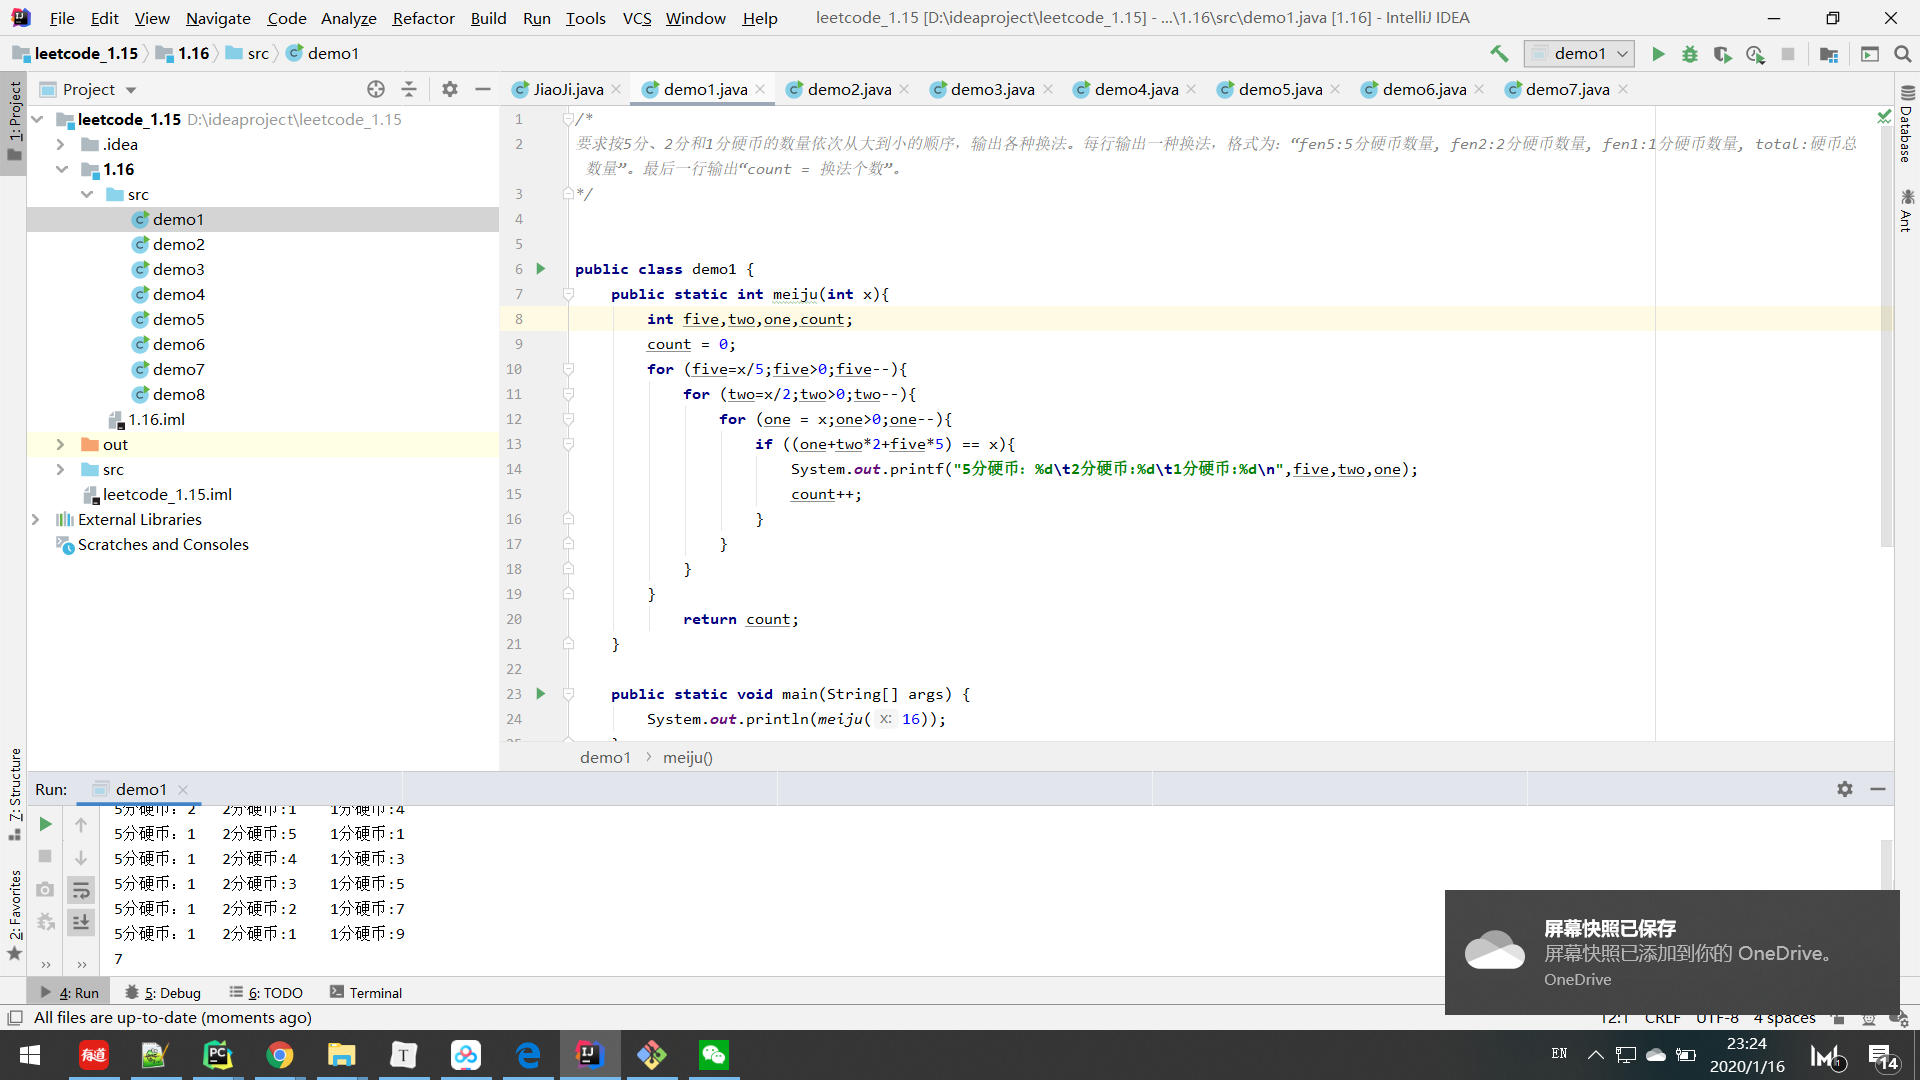 File Edit View Navigate Code Analyze Refactor Build Run Tools VCS Window Help leetcode_1.15 [D:\ideaproject\leetcode_1.15] - ...\1.16\src\demo1.java [1.16] - IntelliJ IDEA
leetcode_1.15 1.16 src demo1 demo1
1: Project
Project
leetcode_1.15 D:\ideaproject\leetcode_1.15
.idea
1.16
src
demo1
demo2
demo3
demo4
demo5
demo6
demo7
demo8
1.16.iml
out
src
leetcode_1.15.iml
External Libraries
Scratches and Consoles
JiaoJi.java demo1.java demo2.java demo3.java demo4.java demo5.java demo6.java demo7.java
1 /*
2 要求按5分、2分和1分硬币的数量依次从大到小的顺序，输出各种换法。每行输出一种换法，格式为：“fen5:5分硬币数量, fen2:2分硬币数量, fen1:1分硬币数量, total:硬币总
数量”。最后一行输出“count = 换法个数”。
3 */
4
5
6 public class demo1 {
7 public static int meiju(int x){
8 int five,two,one,count;
9 count = 0;
10 for (five=x/5;five>0;five--){
11 for (two=x/2;two>0;two--){
12 for (one = x;one>0;one--){
13 if ((one+two*2+five*5) == x){
14 System.out.printf("5分硬币：%d\t2分硬币:%d\t1分硬币:%d\n",five,two,one);
15 count++;
16 }
17 }
18 }
19 }
20 return count;
21 }
22
23 public static void main(String[] args) {
24 System.out.println(meiju( x: 16));
25 }
demo1 meiju()
Database
Ant
7: Structure
2: Favorites
Run: demo1
5分硬币：2 2分硬币:1 1分硬币:4
5分硬币：1 2分硬币:5 1分硬币:1
5分硬币：1 2分硬币:4 1分硬币:3
5分硬币：1 2分硬币:3 1分硬币:5
5分硬币：1 2分硬币:2 1分硬币:7
5分硬币：1 2分硬币:1 1分硬币:9
7
屏幕快照已保存
屏幕快照已添加到你的 OneDrive。
OneDrive
4: Run 5: Debug 6: TODO Terminal
All files are up-to-date (moments ago) 12:1 CRLF UTF-8 4 spaces
有道 PC T IJ
EN 23:24
2020/1/16
1 14